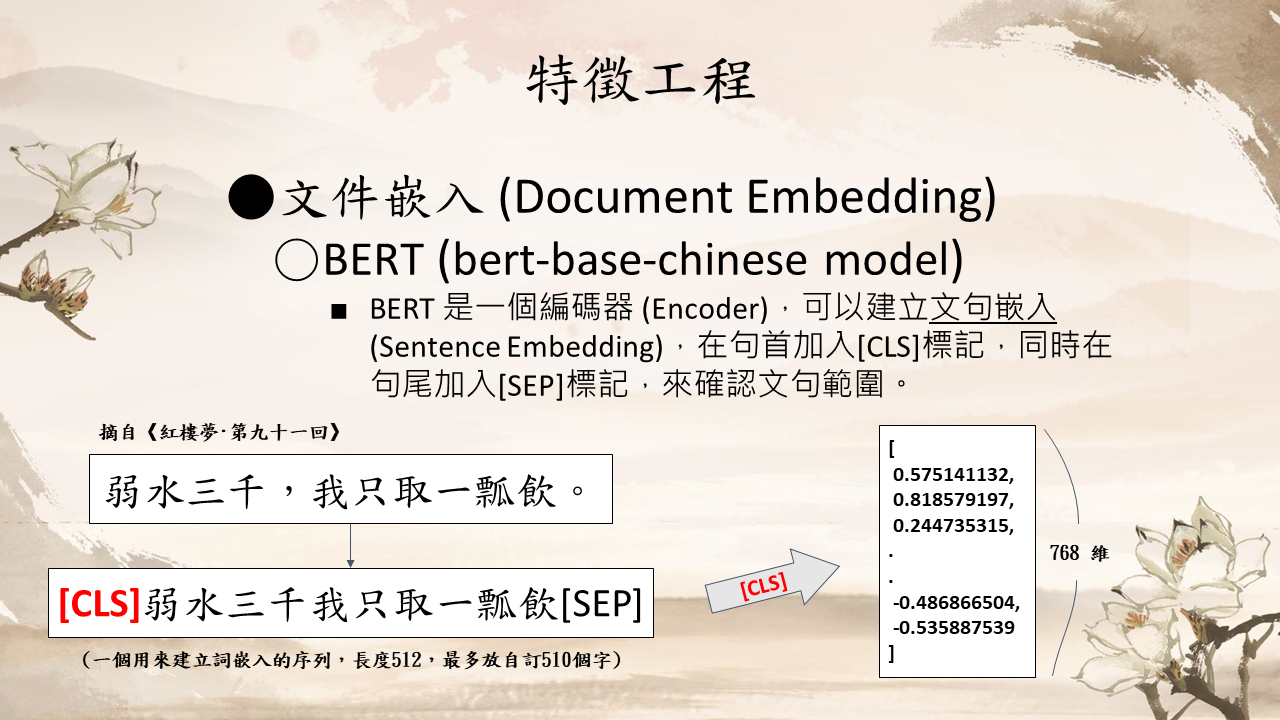 特徵工程
●文件嵌入 (Document Embedding)
○BERT (bert-base-chinese model)
■ BERT 是一個編碼器 (Encoder)，可以建立文句嵌入
(Sentence Embedding)，在句首加入[CLS]標記，同時在
句尾加入[SEP]標記，來確認文句範圍。
摘自《紅樓夢·第九十一回》
弱水三千，我只取一瓢飲。
[CLS]弱水三千我只取一瓢飲[SEP]
（一個用來建立詞嵌入的序列，長度512，最多放自訂510個字）
[CLS]
[
0.575141132,
0.818579197,
0.244735315,
.
.
-0.486866504,
-0.535887539
]
768 維